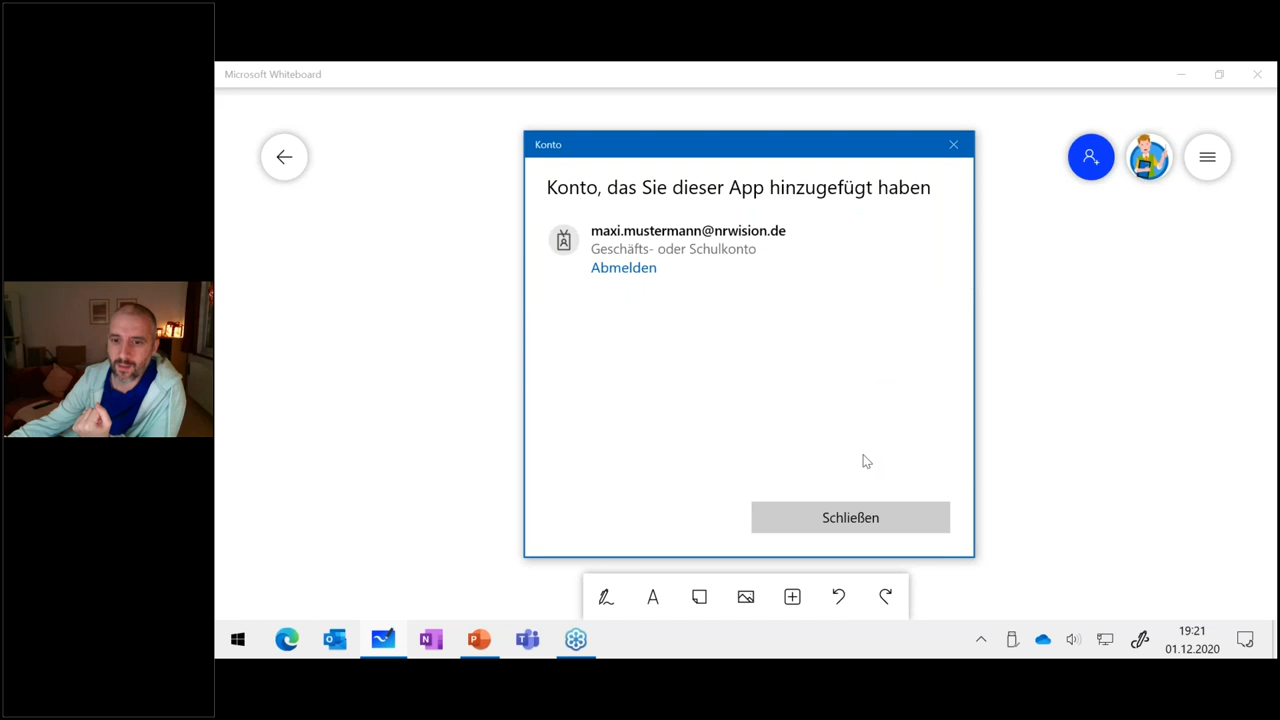 Microsoft Whiteboard
Konto
Konto, das Sie dieser App hinzugefügt haben
maxi.mustermann@nrwision.de
Geschäfts- oder Schulkonto
Abmelden
Schließen
19:21
01.12.2020